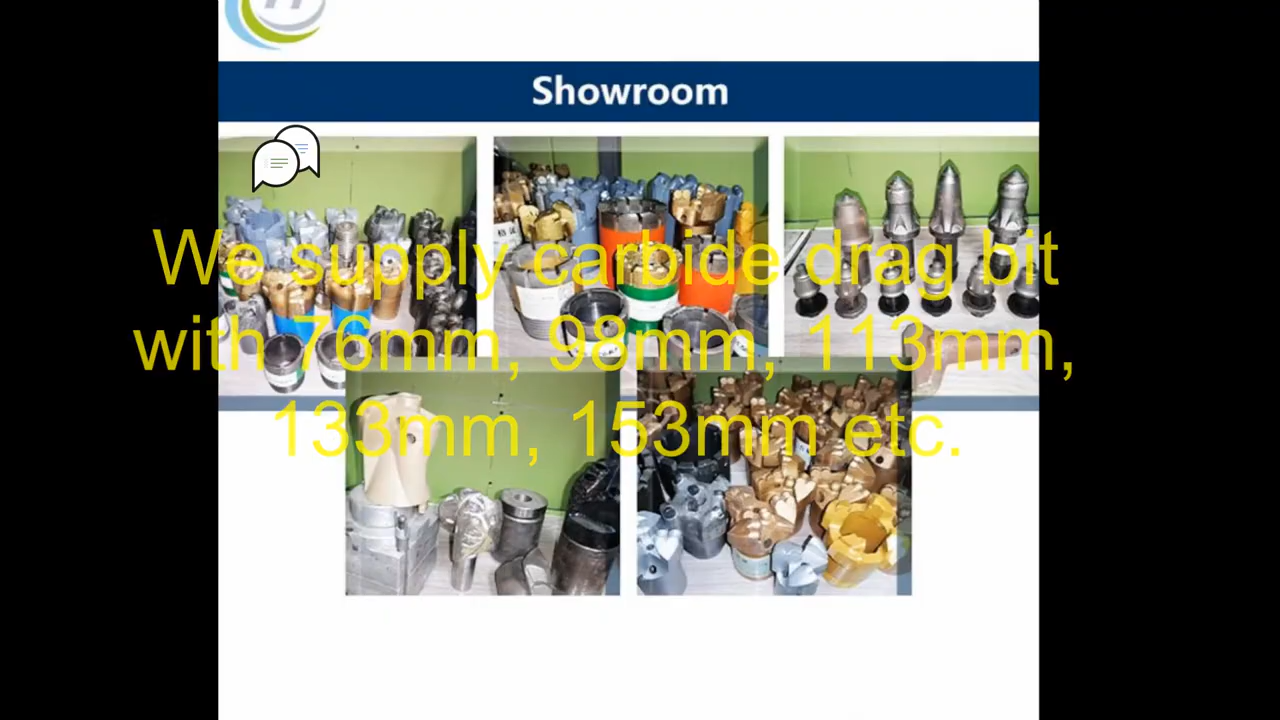 Showroom
We supply carbide drag bit
with 76mm, 98mm, 113mm,
133mm, 153mm etc.